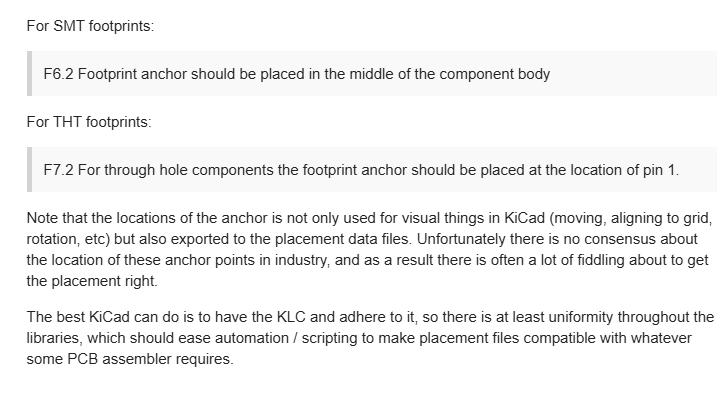 For SMT footprints:
F6.2 Footprint anchor should be placed in the middle of the component body
For THT footprints:
F7.2 For through hole components the footprint anchor should be placed at the location of pin 1.
Note that the locations of the anchor is not only used for visual things in KiCad (moving, aligning to grid,
rotation, etc) but also exported to the placement data files. Unfortunately there is no consensus about
the location of these anchor points in industry, and as a result there is often a lot of fiddling about to get
the placement right.
The best KiCad can do is to have the KLC and adhere to it, so there is at least uniformity throughout the
libraries, which should ease automation / scripting to make placement files compatible with whatever
some PCB assembler requires.